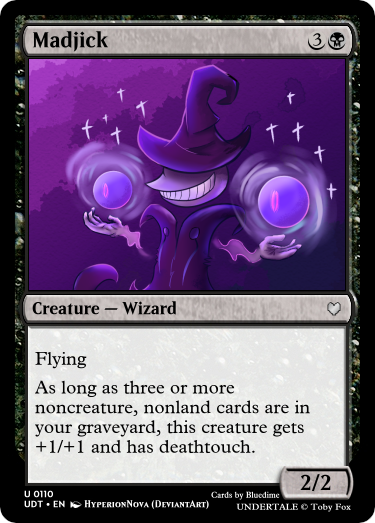 Madjick 3
Creature — Wizard
Flying
As long as three or more
noncreature, nonland cards are in
your graveyard, this creature gets
+1/+1 and has deathtouch.
2/2
U 0110
UDT • EN HyperionNova (DeviantArt)
Cards by Bluedime
UNDERTALE © Toby Fox